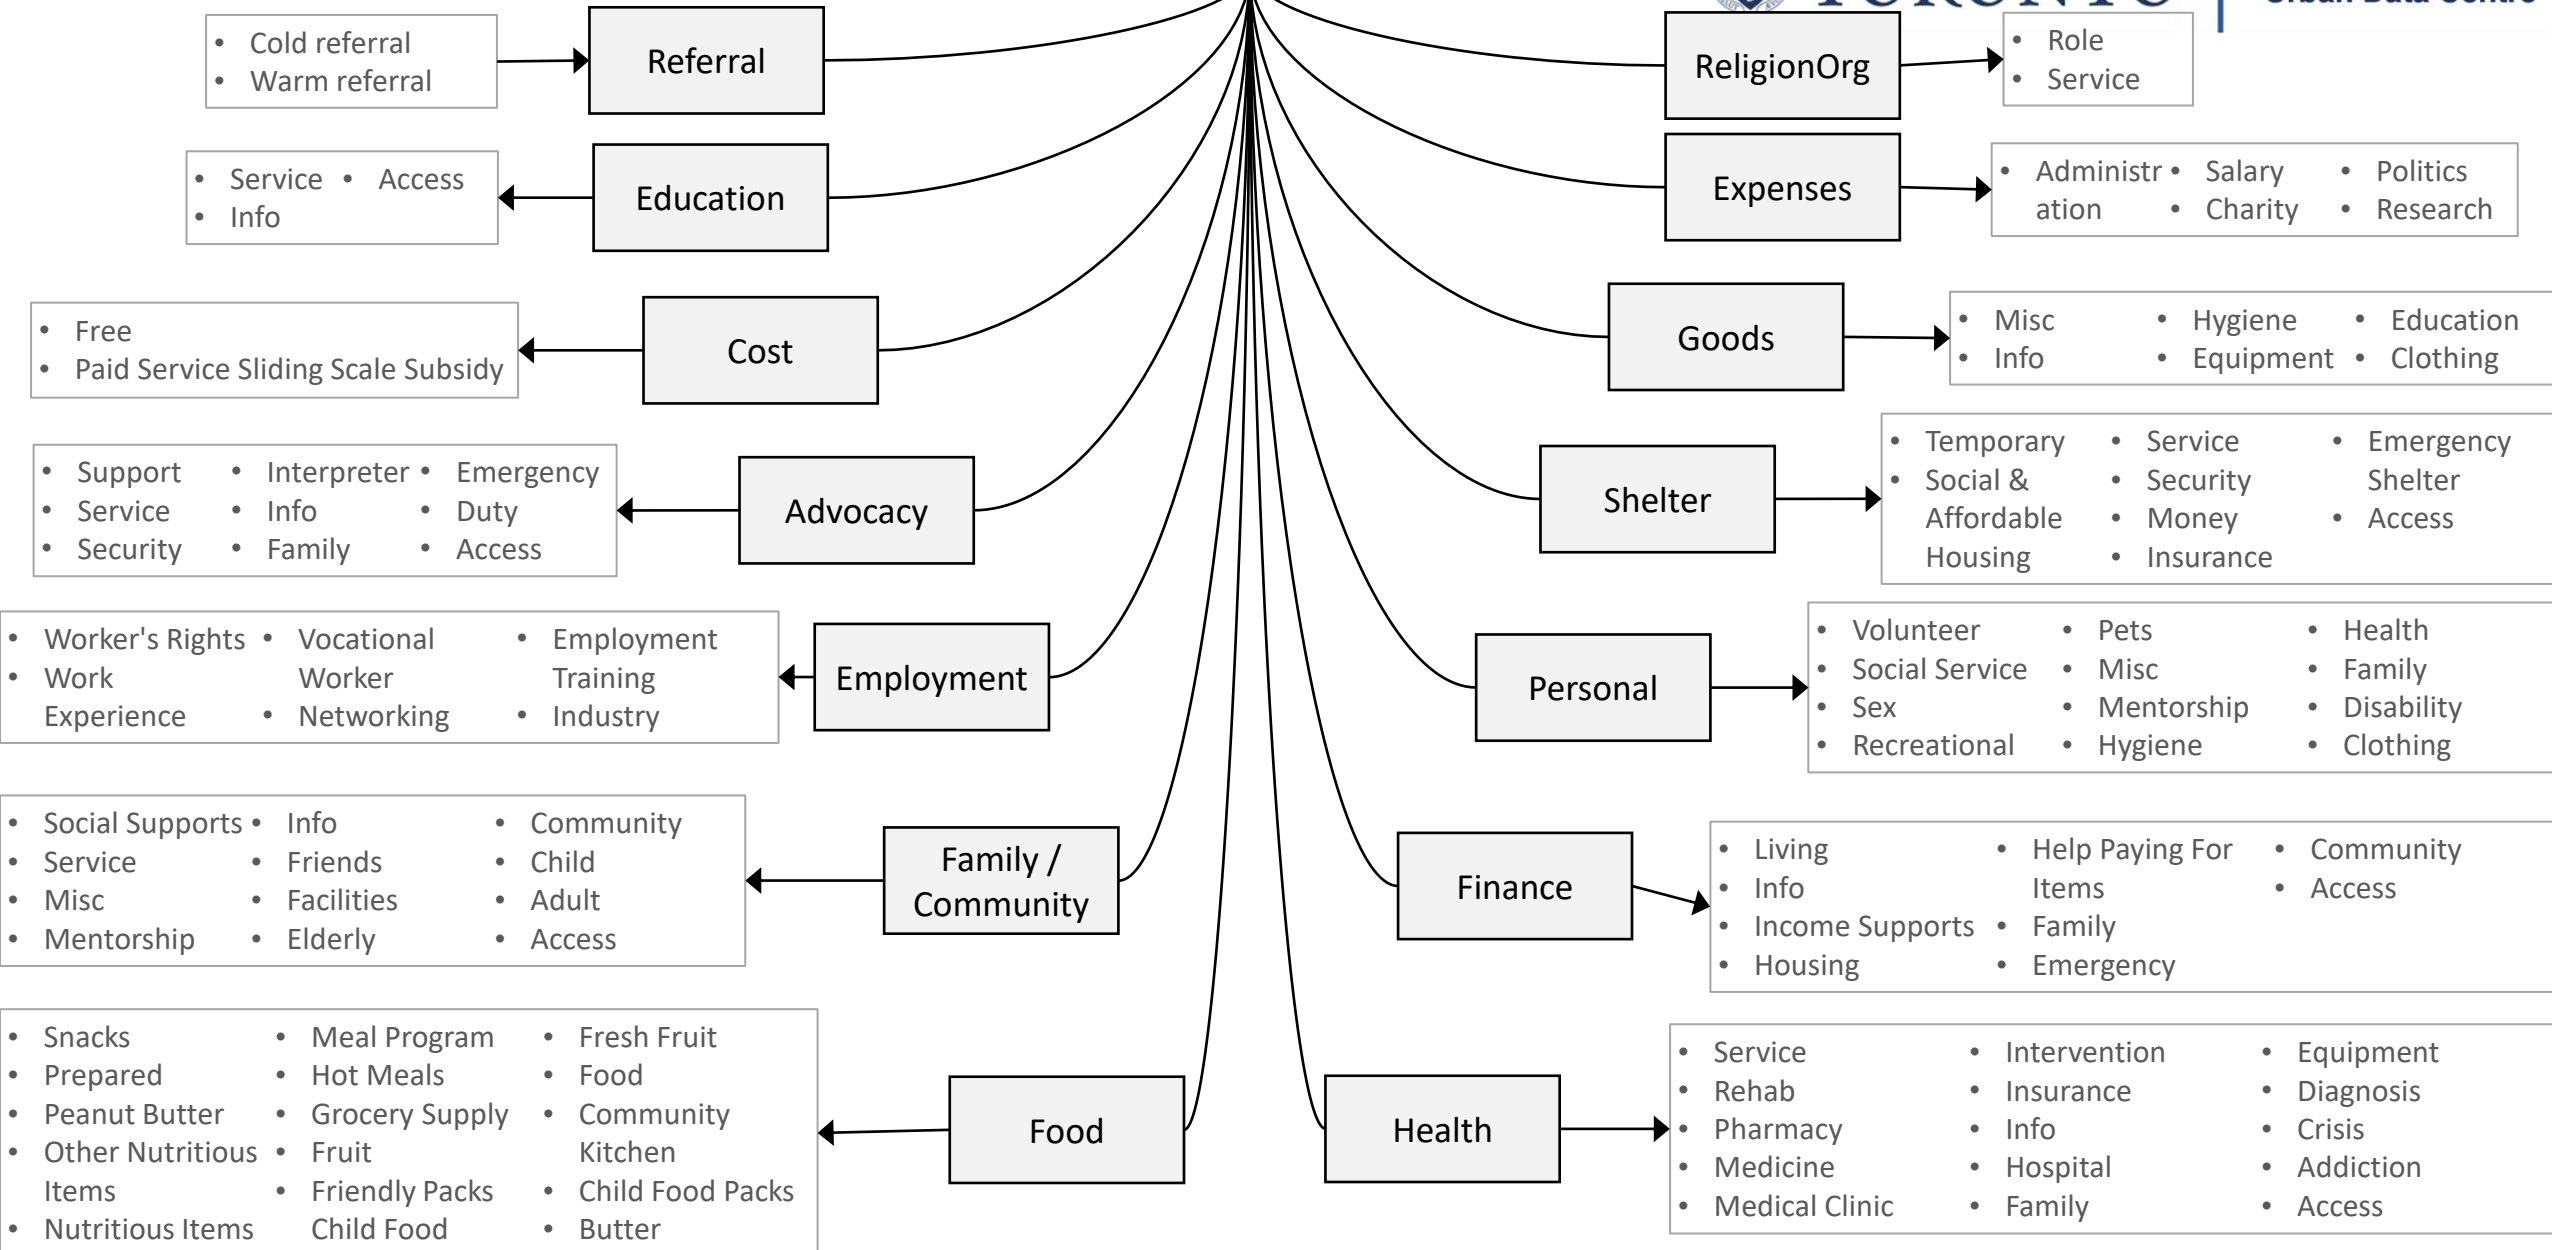 TORONTO
Urban Data Centre
• Cold referral
• Warm referral
Referral
ReligionOrg
• Role
• Service
• Service • Access
• Info
Education
Expenses
• Administr • Salary • Politics
ation • Charity • Research
• Free
• Paid Service Sliding Scale Subsidy
Cost
Goods
• Misc • Hygiene • Education
• Info • Equipment • Clothing
• Support • Interpreter • Emergency
• Service • Info • Duty
• Security • Family • Access
Advocacy
Shelter
• Temporary • Service • Emergency
• Social & • Security Shelter
Affordable • Money • Access
Housing • Insurance
• Worker's Rights • Vocational • Employment
• Work Worker Training
Experience • Networking • Industry
Employment
Personal
• Volunteer • Pets • Health
• Social Service • Misc • Family
• Sex • Mentorship • Disability
• Recreational • Hygiene • Clothing
• Social Supports • Info • Community
• Service • Friends • Child
• Misc • Facilities • Adult
• Mentorship • Elderly • Access
Family /
Community
Finance
• Living • Help Paying For • Community
• Info Items • Access
• Income Supports • Family
• Housing • Emergency
• Snacks • Meal Program • Fresh Fruit
• Prepared • Hot Meals • Food
• Peanut Butter • Grocery Supply • Community
• Other Nutritious • Fruit Kitchen
Items • Friendly Packs • Child Food Packs
• Nutritious Items Child Food • Butter
Food
Health
• Service • Intervention • Equipment
• Rehab • Insurance • Diagnosis
• Pharmacy • Info • Crisis
• Medicine • Hospital • Addiction
• Medical Clinic • Family • Access